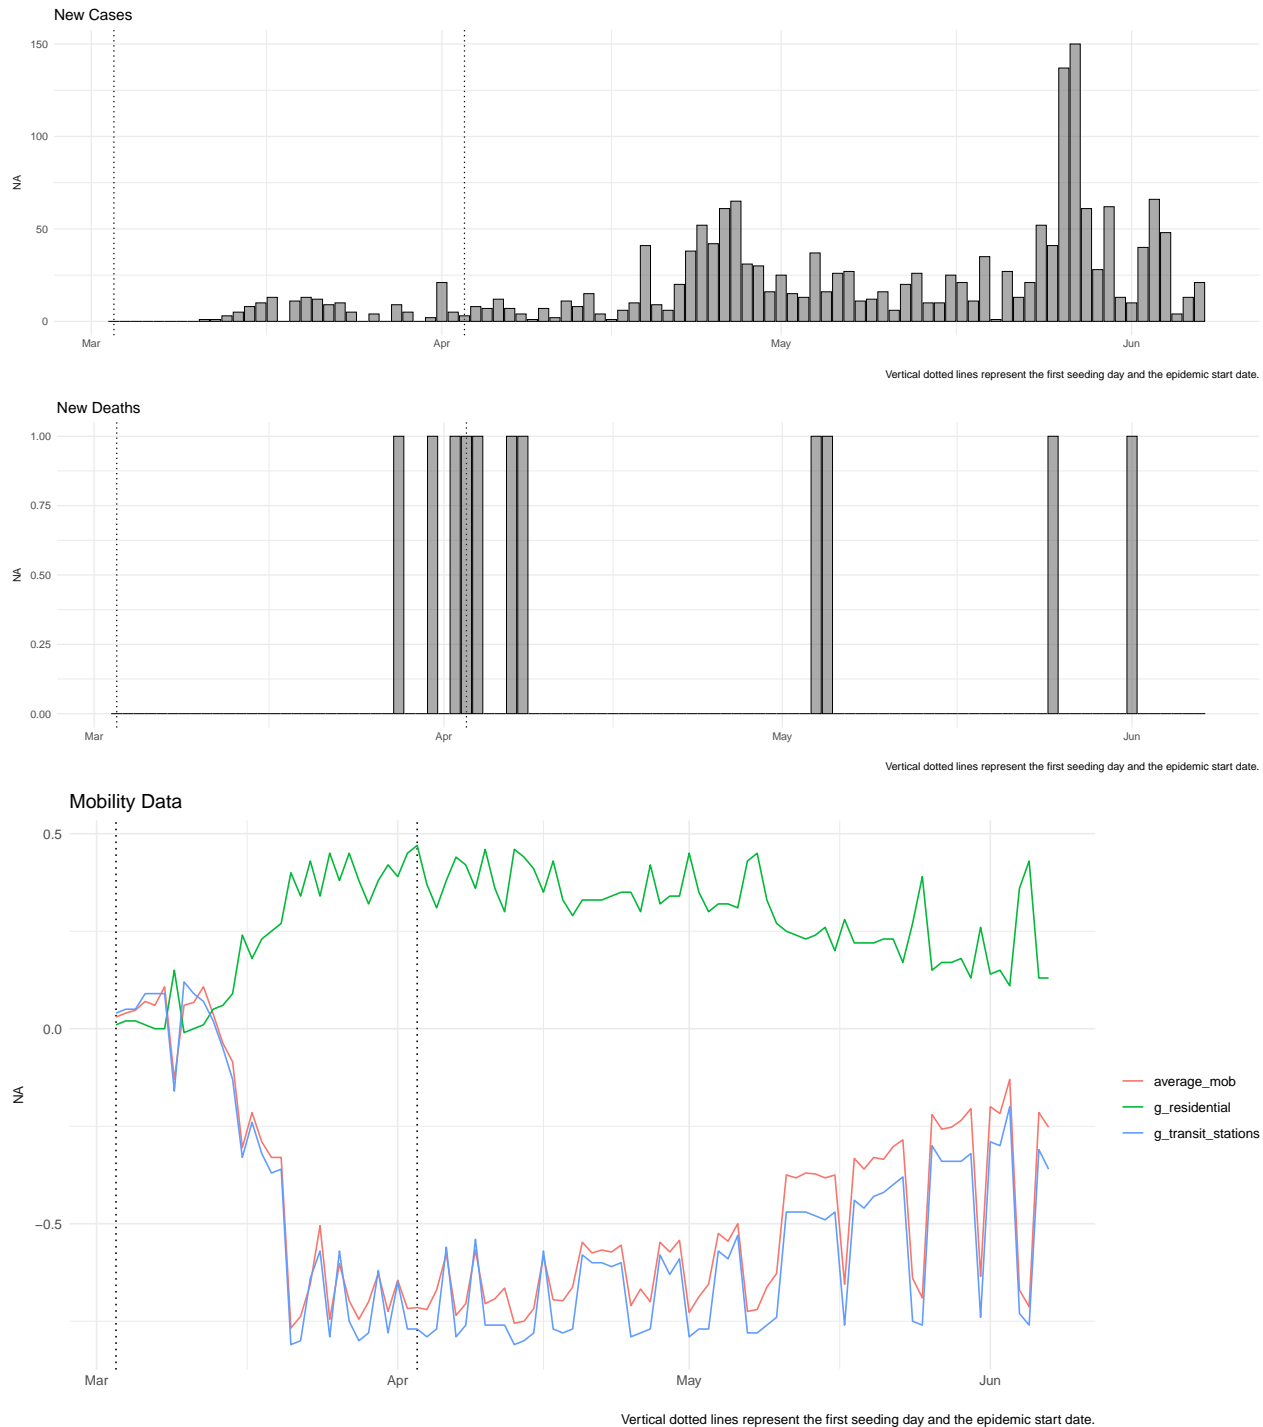 New Cases
150
100
50
0
NA
Mar
Apr
May
Jun
Vertical dotted lines represent the first seeding day and the epidemic start date.
New Deaths
1.00
0.75
0.50
0.25
0.00
NA
Mar
Apr
May
Jun
Vertical dotted lines represent the first seeding day and the epidemic start date.
Mobility Data
0.5
0.0
−0.5
NA
Mar
Apr
May
Jun
average_mob
g_residential
g_transit_stations
Vertical dotted lines represent the first seeding day and the epidemic start date.